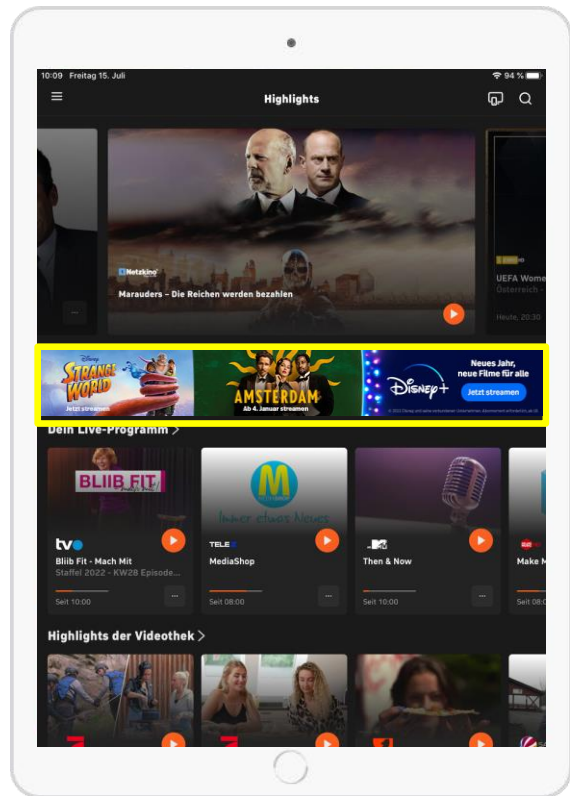 10:09 Freitag 15. Juli
94 %
Highlights
Netzkino
Marauders – Die Reichen werden bezahlen
UEFA Wome
Österreich -
Heute, 20:30
Disney
STRANGE
WORLD
Jetzt streamen
AMSTERDAM
Ab 4. Januar streamen
Disney+
Neues Jahr,
neue Filme für alle
Jetzt streamen
Dein Live-Programm >
BLIIB FIT
tv
Bliib Fit - Mach Mit
Staffel 2022 - KW28 Episode...
Seit 10:00
Immer etwas Neues
TELE
MediaShop
Seit 08:00
MTV
Then & Now
Seit 10:00
Make M
Seit 08:0
Highlights der Videothek >